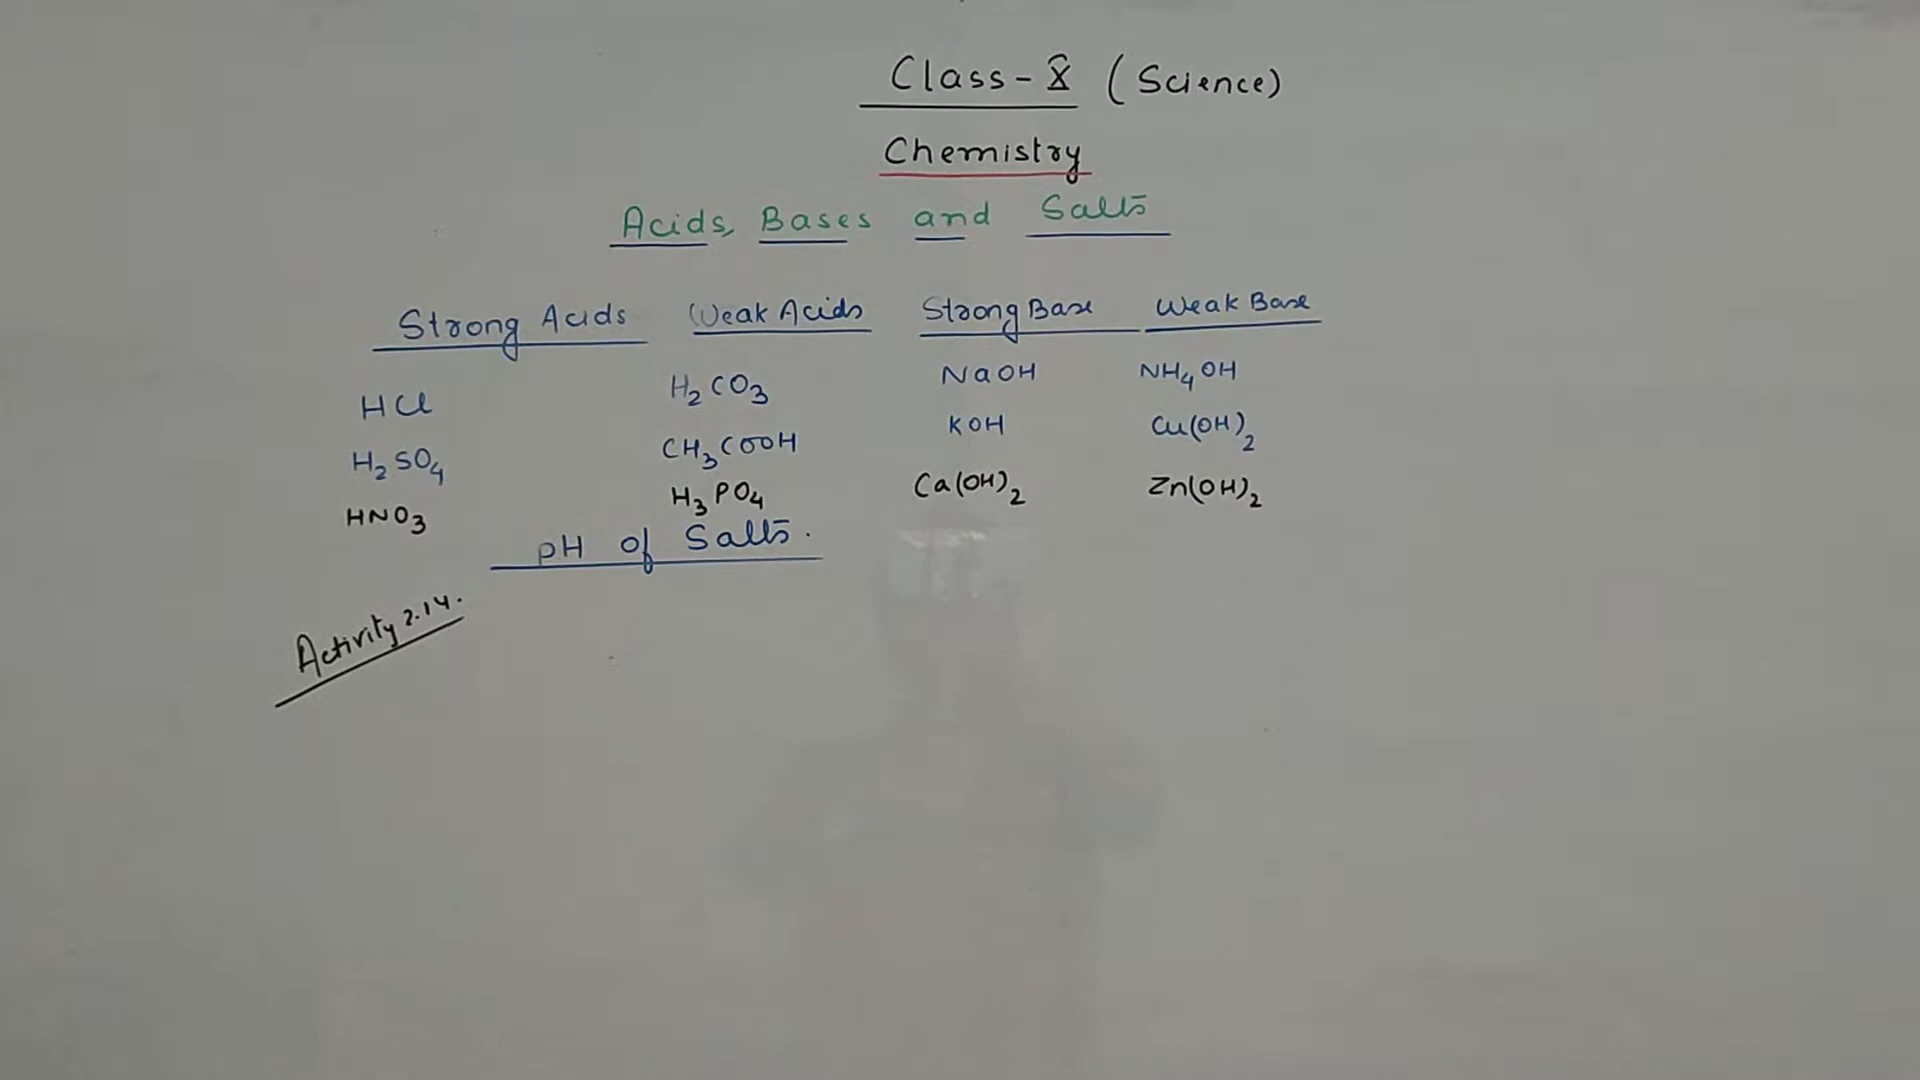 Class - X (Science)
Chemistry
Acids, Bases and Salts
Strong Acids Weak Acids Strong Base Weak Base
HCl H₂CO₃ NaOH NH₄OH
H₂SO₄ CH₃COOH KOH Cu(OH)₂
HNO₃ H₃PO₄ Ca(OH)₂ Zn(OH)₂
pH of Salts.
Activity 2.14.